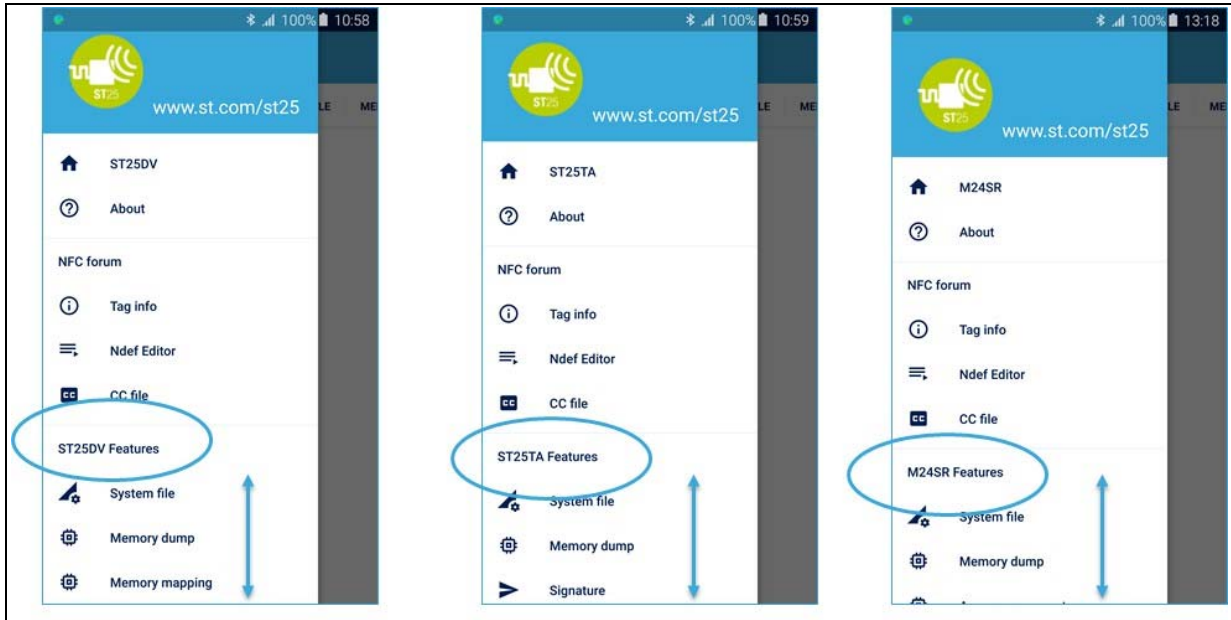 100% 10:58
ST25
www.st.com/st25
LE ME
ST25DV
About
NFC forum
Tag info
Ndef Editor
CC file
ST25DV Features
System file
Memory dump
Memory mapping
100% 10:59
ST25
www.st.com/st25
LE ME
ST25TA
About
NFC forum
Tag info
Ndef Editor
CC file
ST25TA Features
System file
Memory dump
Signature
100% 13:18
ST25
www.st.com/st25
LE ME
M24SR
About
NFC forum
Tag info
Ndef Editor
CC file
M24SR Features
System file
Memory dump